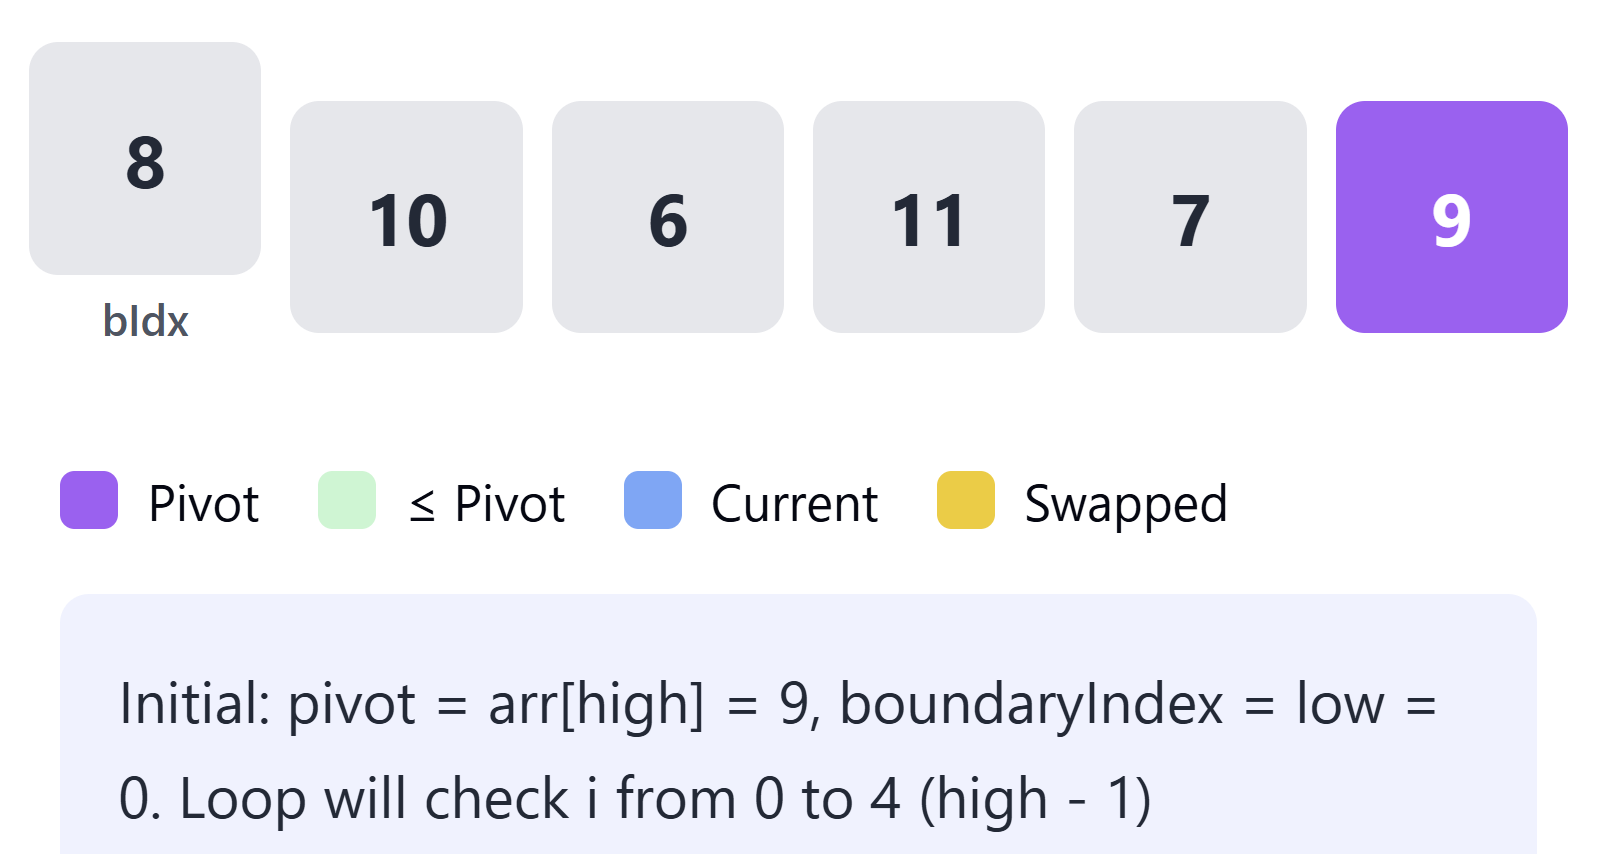 8
10
6
11
7
9
bIdx
Pivot
≤ Pivot
Current
Swapped
Initial: pivot = arr[high] = 9, boundaryIndex = low =
0. Loop will check i from 0 to 4 (high - 1)